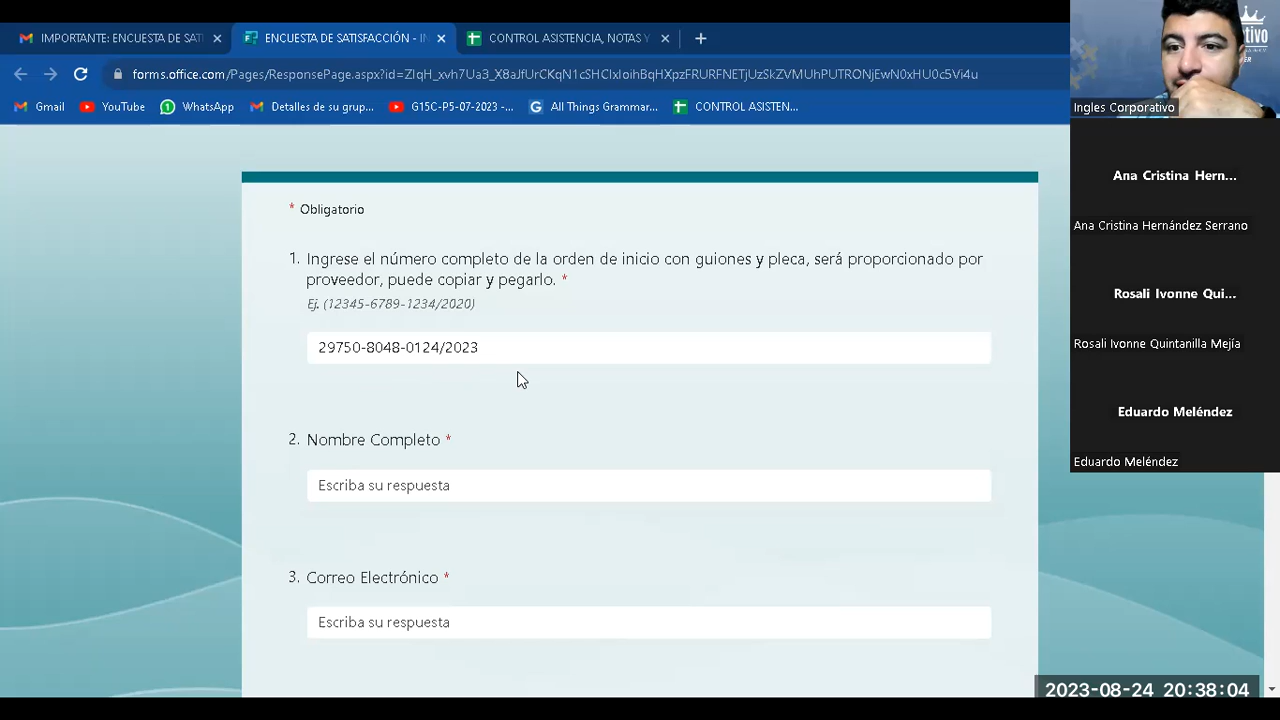 IMPORTANTE: ENCUESTA DE SAT
ENCUESTA DE SATISFACCIÓN - IN
CONTROL ASISTENCIA, NOTAS Y
forms.office.com/Pages/ResponsePage.aspx?id=
Gmail
YouTube
WhatsApp
Detalles de su grup...
G15C-P5-07-2023 -...
All Things Grammar...
CONTROL ASISTEN...
* Obligatorio
1. Ingrese el número completo de la orden de inicio con guiones y pleca, será proporcionado por
proveedor, puede copiar y pegarlo. *
Ej. (12345-6789-1234/2020)
29750-8048-0124/2023
2. Nombre Completo *
Escriba su respuesta
3. Correo Electrónico *
Escriba su respuesta
Ingles Corporativo
Ana Cristina Hern...
Ana Cristina Hernández Serrano
Rosali Ivonne Qui...
Rosali Ivonne Quintanilla Mejía
Eduardo Meléndez
Eduardo Meléndez
2023-08-24 20:38:04